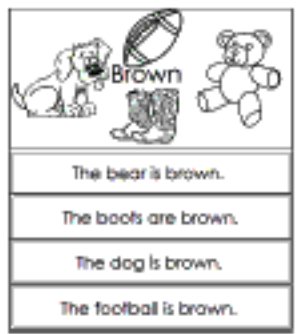 Brown
The bear is brown.
The boots are brown.
The dog is brown.
The football is brown.